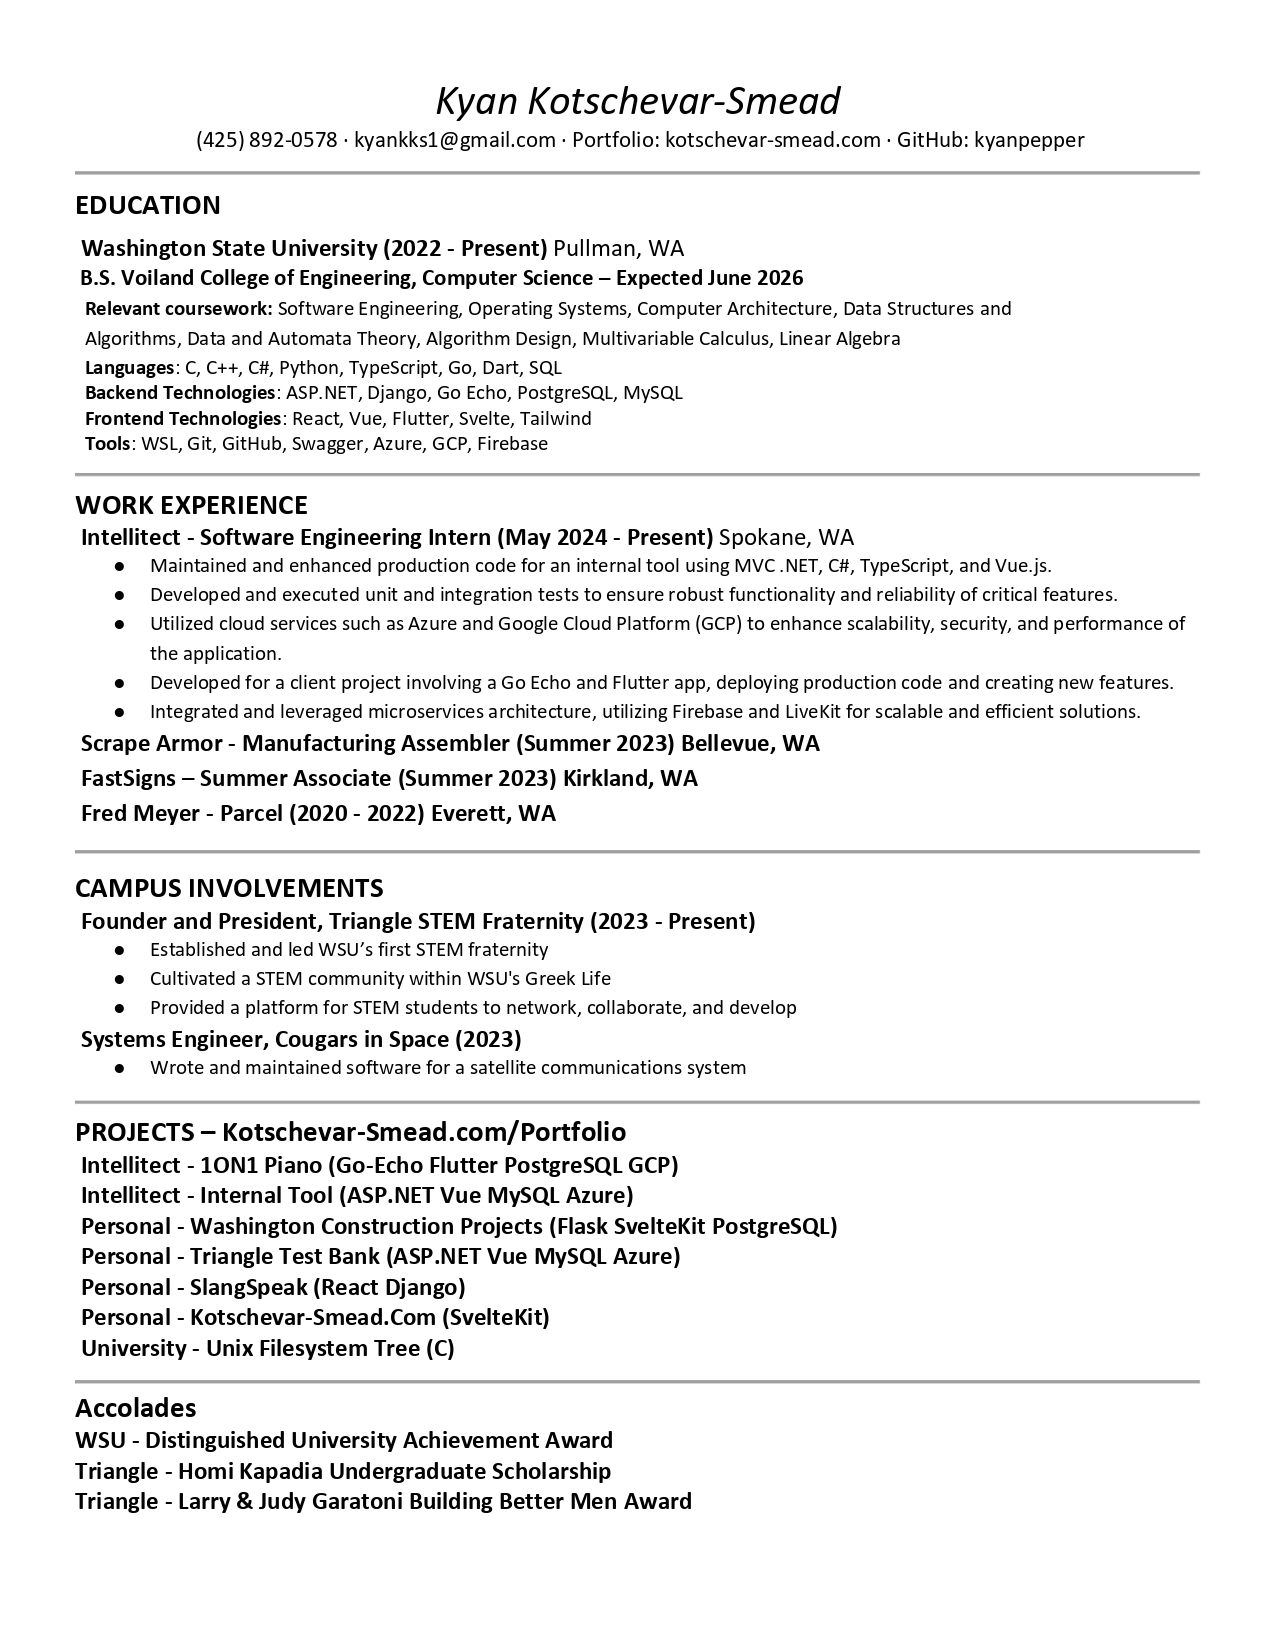 Kyan Kotschevar-Smead
(425) 892-0578 · kyankks1@gmail.com · Portfolio: kotschevar-smead.com · GitHub: kyanpepper
EDUCATION
Washington State University (2022 - Present) Pullman, WA
B.S. Voiland College of Engineering, Computer Science – Expected June 2026
Relevant coursework: Software Engineering, Operating Systems, Computer Architecture, Data Structures and
Algorithms, Data and Automata Theory, Algorithm Design, Multivariable Calculus, Linear Algebra
Languages: C, C++, C#, Python, TypeScript, Go, Dart, SQL
Backend Technologies: ASP.NET, Django, Go Echo, PostgreSQL, MySQL
Frontend Technologies: React, Vue, Flutter, Svelte, Tailwind
Tools: WSL, Git, GitHub, Swagger, Azure, GCP, Firebase
WORK EXPERIENCE
Intellitect - Software Engineering Intern (May 2024 - Present) Spokane, WA
● Maintained and enhanced production code for an internal tool using MVC .NET, C#, TypeScript, and Vue.js.
● Developed and executed unit and integration tests to ensure robust functionality and reliability of critical features.
● Utilized cloud services such as Azure and Google Cloud Platform (GCP) to enhance scalability, security, and performance of
the application.
● Developed for a client project involving a Go Echo and Flutter app, deploying production code and creating new features.
● Integrated and leveraged microservices architecture, utilizing Firebase and LiveKit for scalable and efficient solutions.
Scrape Armor - Manufacturing Assembler (Summer 2023) Bellevue, WA
FastSigns – Summer Associate (Summer 2023) Kirkland, WA
Fred Meyer - Parcel (2020 - 2022) Everett, WA
CAMPUS INVOLVEMENTS
Founder and President, Triangle STEM Fraternity (2023 - Present)
● Established and led WSU’s first STEM fraternity
● Cultivated a STEM community within WSU's Greek Life
● Provided a platform for STEM students to network, collaborate, and develop
Systems Engineer, Cougars in Space (2023)
● Wrote and maintained software for a satellite communications system
PROJECTS – Kotschevar-Smead.com/Portfolio
Intellitect - 1ON1 Piano (Go-Echo Flutter PostgreSQL GCP)
Intellitect - Internal Tool (ASP.NET Vue MySQL Azure)
Personal - Washington Construction Projects (Flask SvelteKit PostgreSQL)
Personal - Triangle Test Bank (ASP.NET Vue MySQL Azure)
Personal - SlangSpeak (React Django)
Personal - Kotschevar-Smead.Com (SvelteKit)
University - Unix Filesystem Tree (C)
Accolades
WSU - Distinguished University Achievement Award
Triangle - Homi Kapadia Undergraduate Scholarship
Triangle - Larry & Judy Garatoni Building Better Men Award